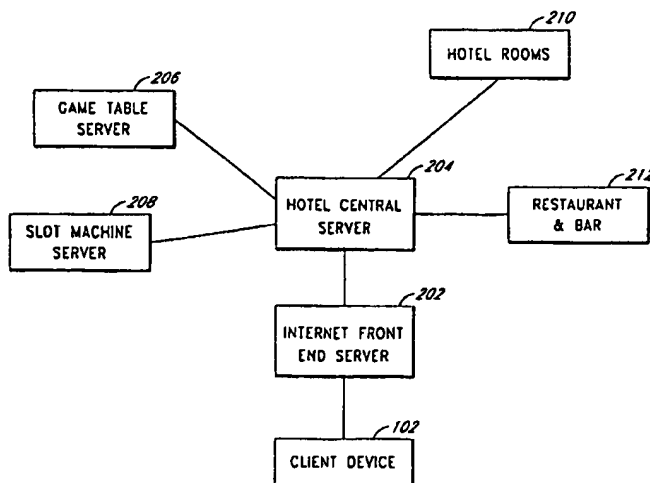 210
HOTEL ROOMS
206
GAME TABLE
SERVER
204
HOTEL CENTRAL
SERVER
212
RESTAURANT
& BAR
208
SLOT MACHINE
SERVER
202
INTERNET FRONT
END SERVER
102
CLIENT DEVICE